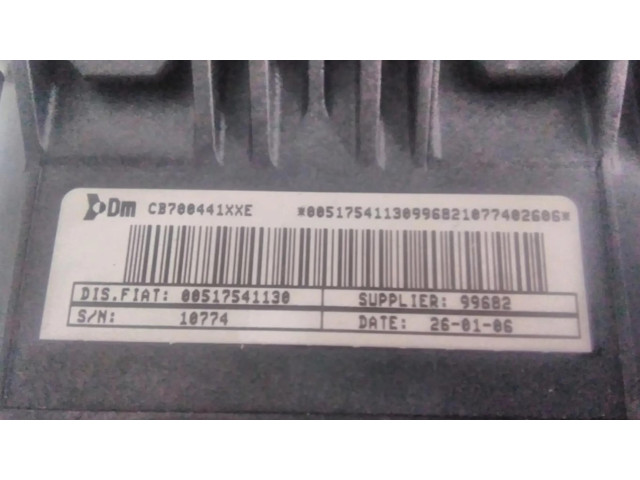 Dm CB700441XXE *00517541130996821077402606*
DIS.FIAT: 00517541130 SUPPLIER: 99682
S/N: 10774 DATE: 26-01-06